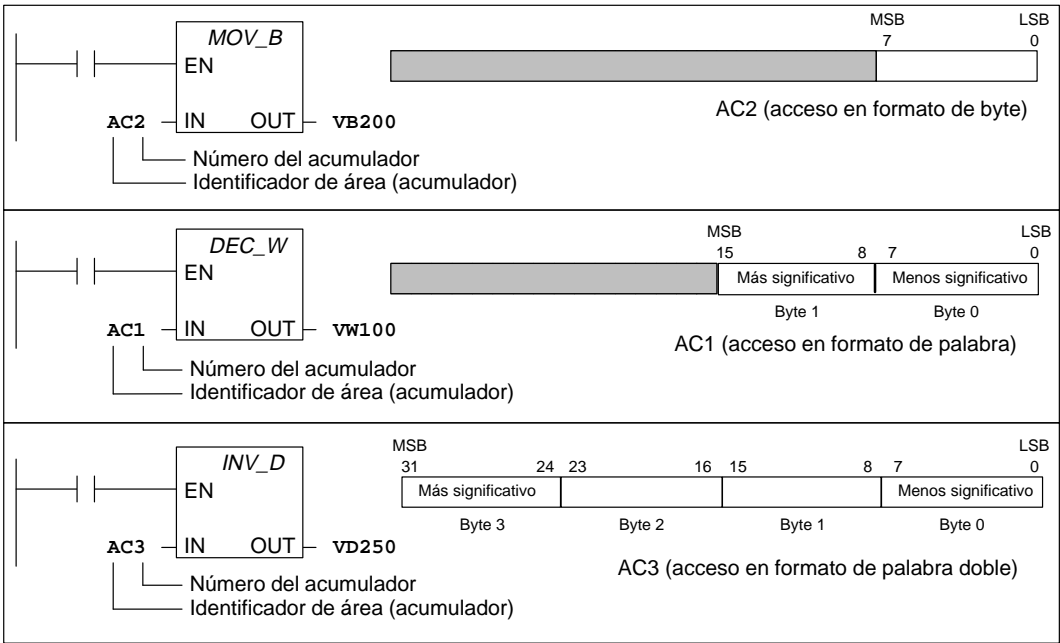 MOV_B
EN
AC2 IN OUT VB200
Número del acumulador
Identificador de área (acumulador)
MSB LSB
7 0
AC2 (acceso en formato de byte)
DEC_W
EN
AC1 IN OUT VW100
Número del acumulador
Identificador de área (acumulador)
MSB LSB
15 8 7 0
Más significativo Menos significativo
Byte 1 Byte 0
AC1 (acceso en formato de palabra)
INV_D
EN
AC3 IN OUT VD250
Número del acumulador
Identificador de área (acumulador)
MSB LSB
31 24 23 16 15 8 7 0
Más significativo Menos significativo
Byte 3 Byte 2 Byte 1 Byte 0
AC3 (acceso en formato de palabra doble)